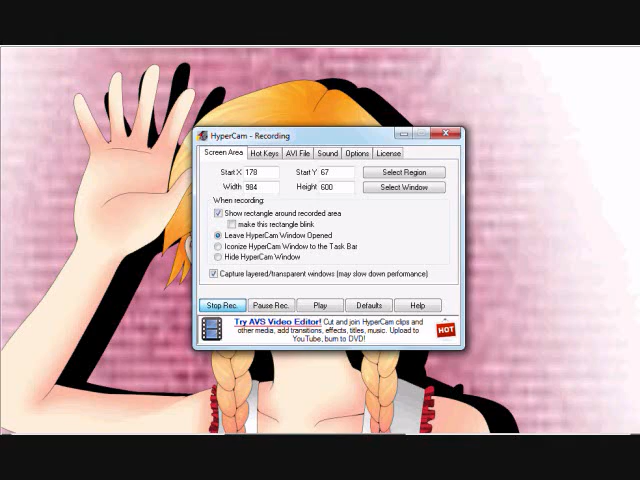 HyperCam - Recording
Screen Area Hot Keys AVI File Sound Options License
Start X 178 Start Y 67 Select Region
Width 984 Height 600 Select Window
When recording:
Show rectangle around recorded area
make this rectangle blink
Leave HyperCam Window Opened
Iconize HyperCam Window to the Task Bar
Hide HyperCam Window
Capture layered/transparent windows (may slow down performance)
Stop Rec. Pause Rec. Play Defaults Help
Try AVS Video Editor! Cut and join HyperCam clips and
other media, add transitions, effects, titles, music. Upload to
YouTube, burn to DVD!
HOT